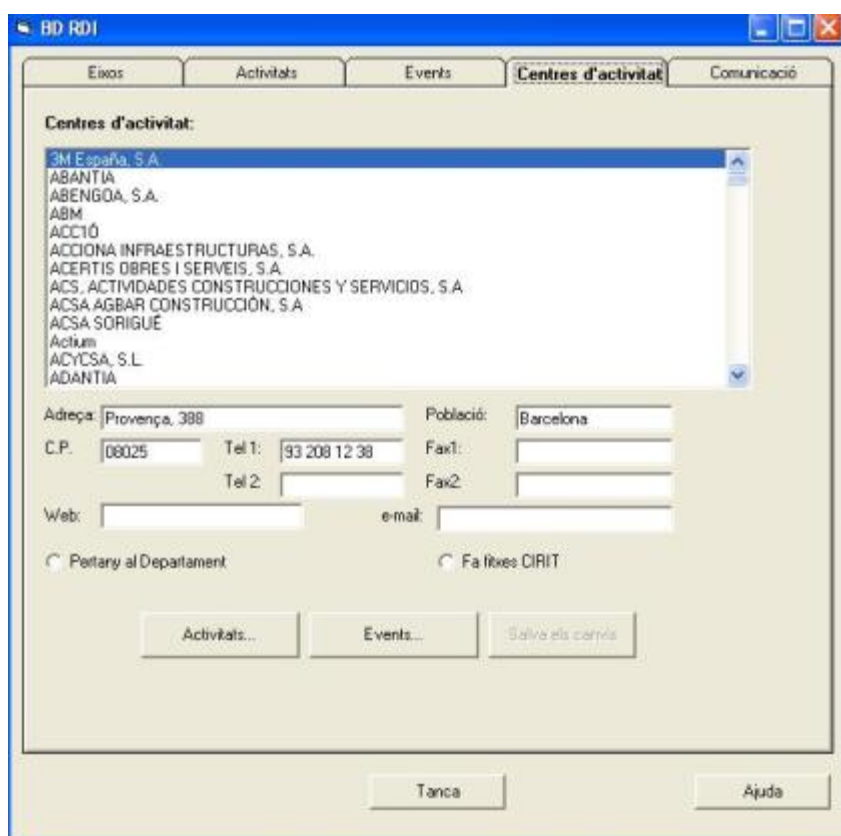 BD RDI
Eixos Activitats Events Centres d'activitat Comunicació
Centres d'activitat:
3M España, S.A.
ABANTIA
ABENGOA, S.A.
ABM
ACC1Ó
ACCIONA INFRAESTRUCTURAS, S.A.
ACERTIS OBRES I SERVEIS, S.A.
ACS, ACTIVIDADES CONSTRUCCIONES Y SERVICIOS, S.A
ACSA AGBAR CONSTRUCCIÓN, S.A
ACSA SORIGUÉ
Actium
ACYCSA, S.L.
ADANTIA
Adreça: Provença, 388 Població: Barcelona
C.P. 08025 Tel 1: 93 208 12 38 Fax1:
Tel 2: Fax2:
Web: e-mail:
Pertany al Departament Fa fitxes CIRIT
Activitats... Events... Salva els canvis
Tanca Ajuda